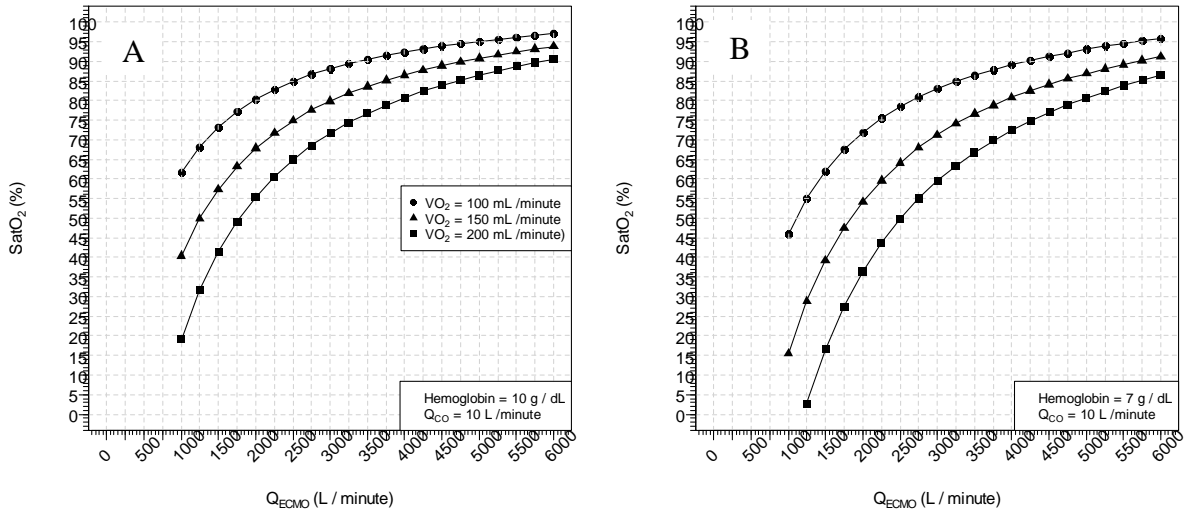 A
SatO2 (%)
100
95
90
85
80
75
70
65
60
55
50
45
40
35
30
25
20
15
10
5
0
VO2 = 100 mL /minute
VO2 = 150 mL /minute
VO2 = 200 mL /minute)
Hemoglobin = 10 g / dL
QCO = 10 L /minute
0 500 1000 1500 2000 2500 3000 3500 4000 4500 5000 5500 6000
QECMO (L / minute)
B
SatO2 (%)
100
95
90
85
80
75
70
65
60
55
50
45
40
35
30
25
20
15
10
5
0
Hemoglobin = 7 g / dL
QCO = 10 L /minute
0 500 1000 1500 2000 2500 3000 3500 4000 4500 5000 5500 6000
QECMO (L / minute)